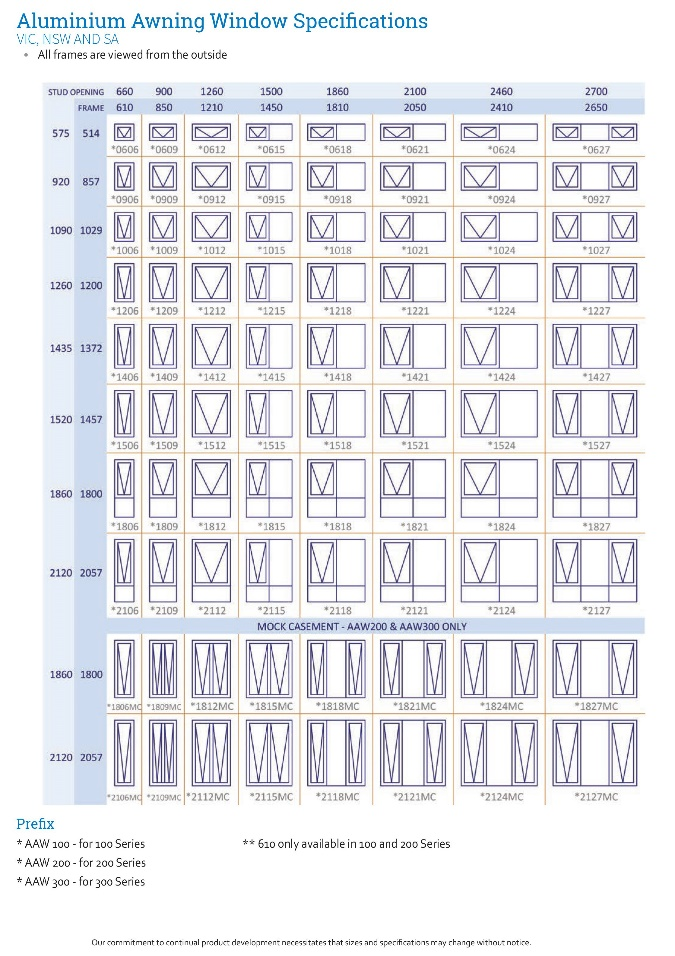 Aluminium Awning Window Specifications
VIC, NSW AND SA
• All frames are viewed from the outside
STUD OPENING 660 900 1260 1500 1860 2100 2460 2700
FRAME 610 850 1210 1450 1810 2050 2410 2650
575 514
*0606 *0609 *0612 *0615 *0618 *0621 *0624 *0627
920 857
*0906 *0909 *0912 *0915 *0918 *0921 *0924 *0927
1090 1029
*1006 *1009 *1012 *1015 *1018 *1021 *1024 *1027
1260 1200
*1206 *1209 *1212 *1215 *1218 *1221 *1224 *1227
1435 1372
*1406 *1409 *1412 *1415 *1418 *1421 *1424 *1427
1520 1457
*1506 *1509 *1512 *1515 *1518 *1521 *1524 *1527
1860 1800
*1806 *1809 *1812 *1815 *1818 *1821 *1824 *1827
2120 2057
*2106 *2109 *2112 *2115 *2118 *2121 *2124 *2127
MOCK CASEMENT - AAW200 & AAW300 ONLY
1860 1800
*1806MC *1809MC *1812MC *1815MC *1818MC *1821MC *1824MC *1827MC
2120 2057
*2106MC *2109MC *2112MC *2115MC *2118MC *2121MC *2124MC *2127MC
Prefix
* AAW 100 - for 100 Series ** 610 only available in 100 and 200 Series
* AAW 200 - for 200 Series
* AAW 300 - for 300 Series
Our commitment to continual product development necessitates that sizes and specifications may change without notice.